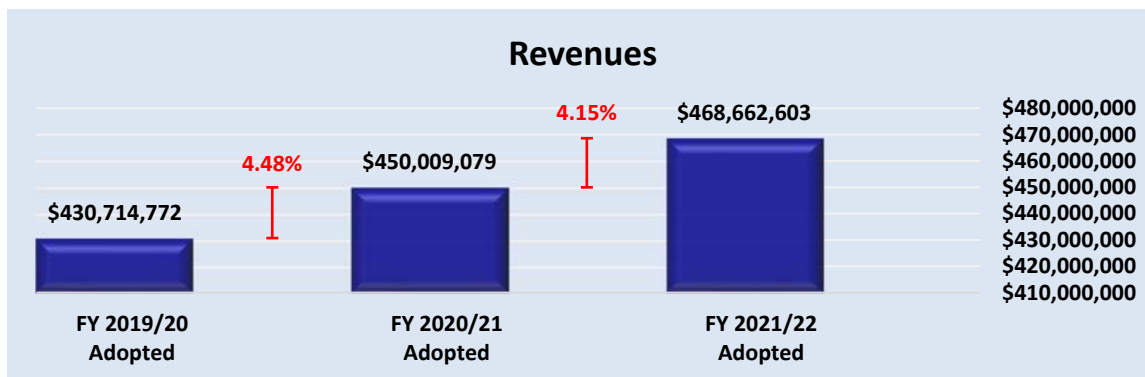 Revenues
4.15%
$468,662,603
4.48%
$450,009,079
$430,714,772
$480,000,000
$470,000,000
$460,000,000
$450,000,000
$440,000,000
$430,000,000
$420,000,000
$410,000,000
FY 2019/20
Adopted
FY 2020/21
Adopted
FY 2021/22
Adopted